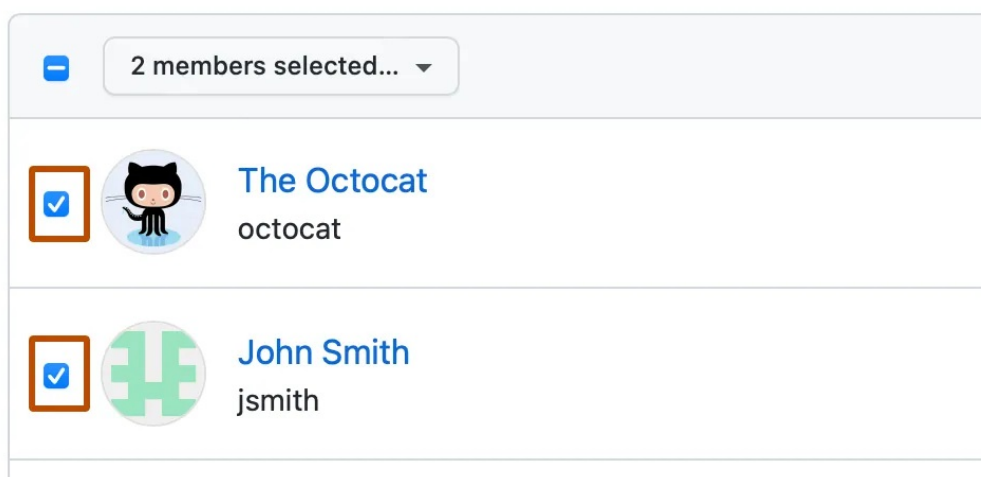 2 members selected...
The Octocat
octocat
John Smith
jsmith